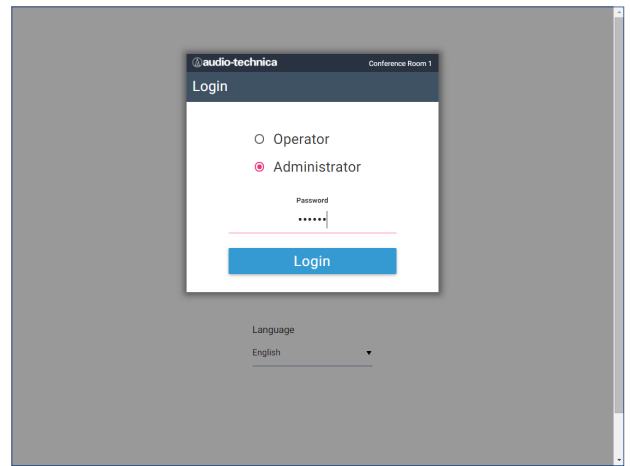 audio-technica
Conference Room 1
Login
Operator
Administrator
Password
••••••
Login
Language
English